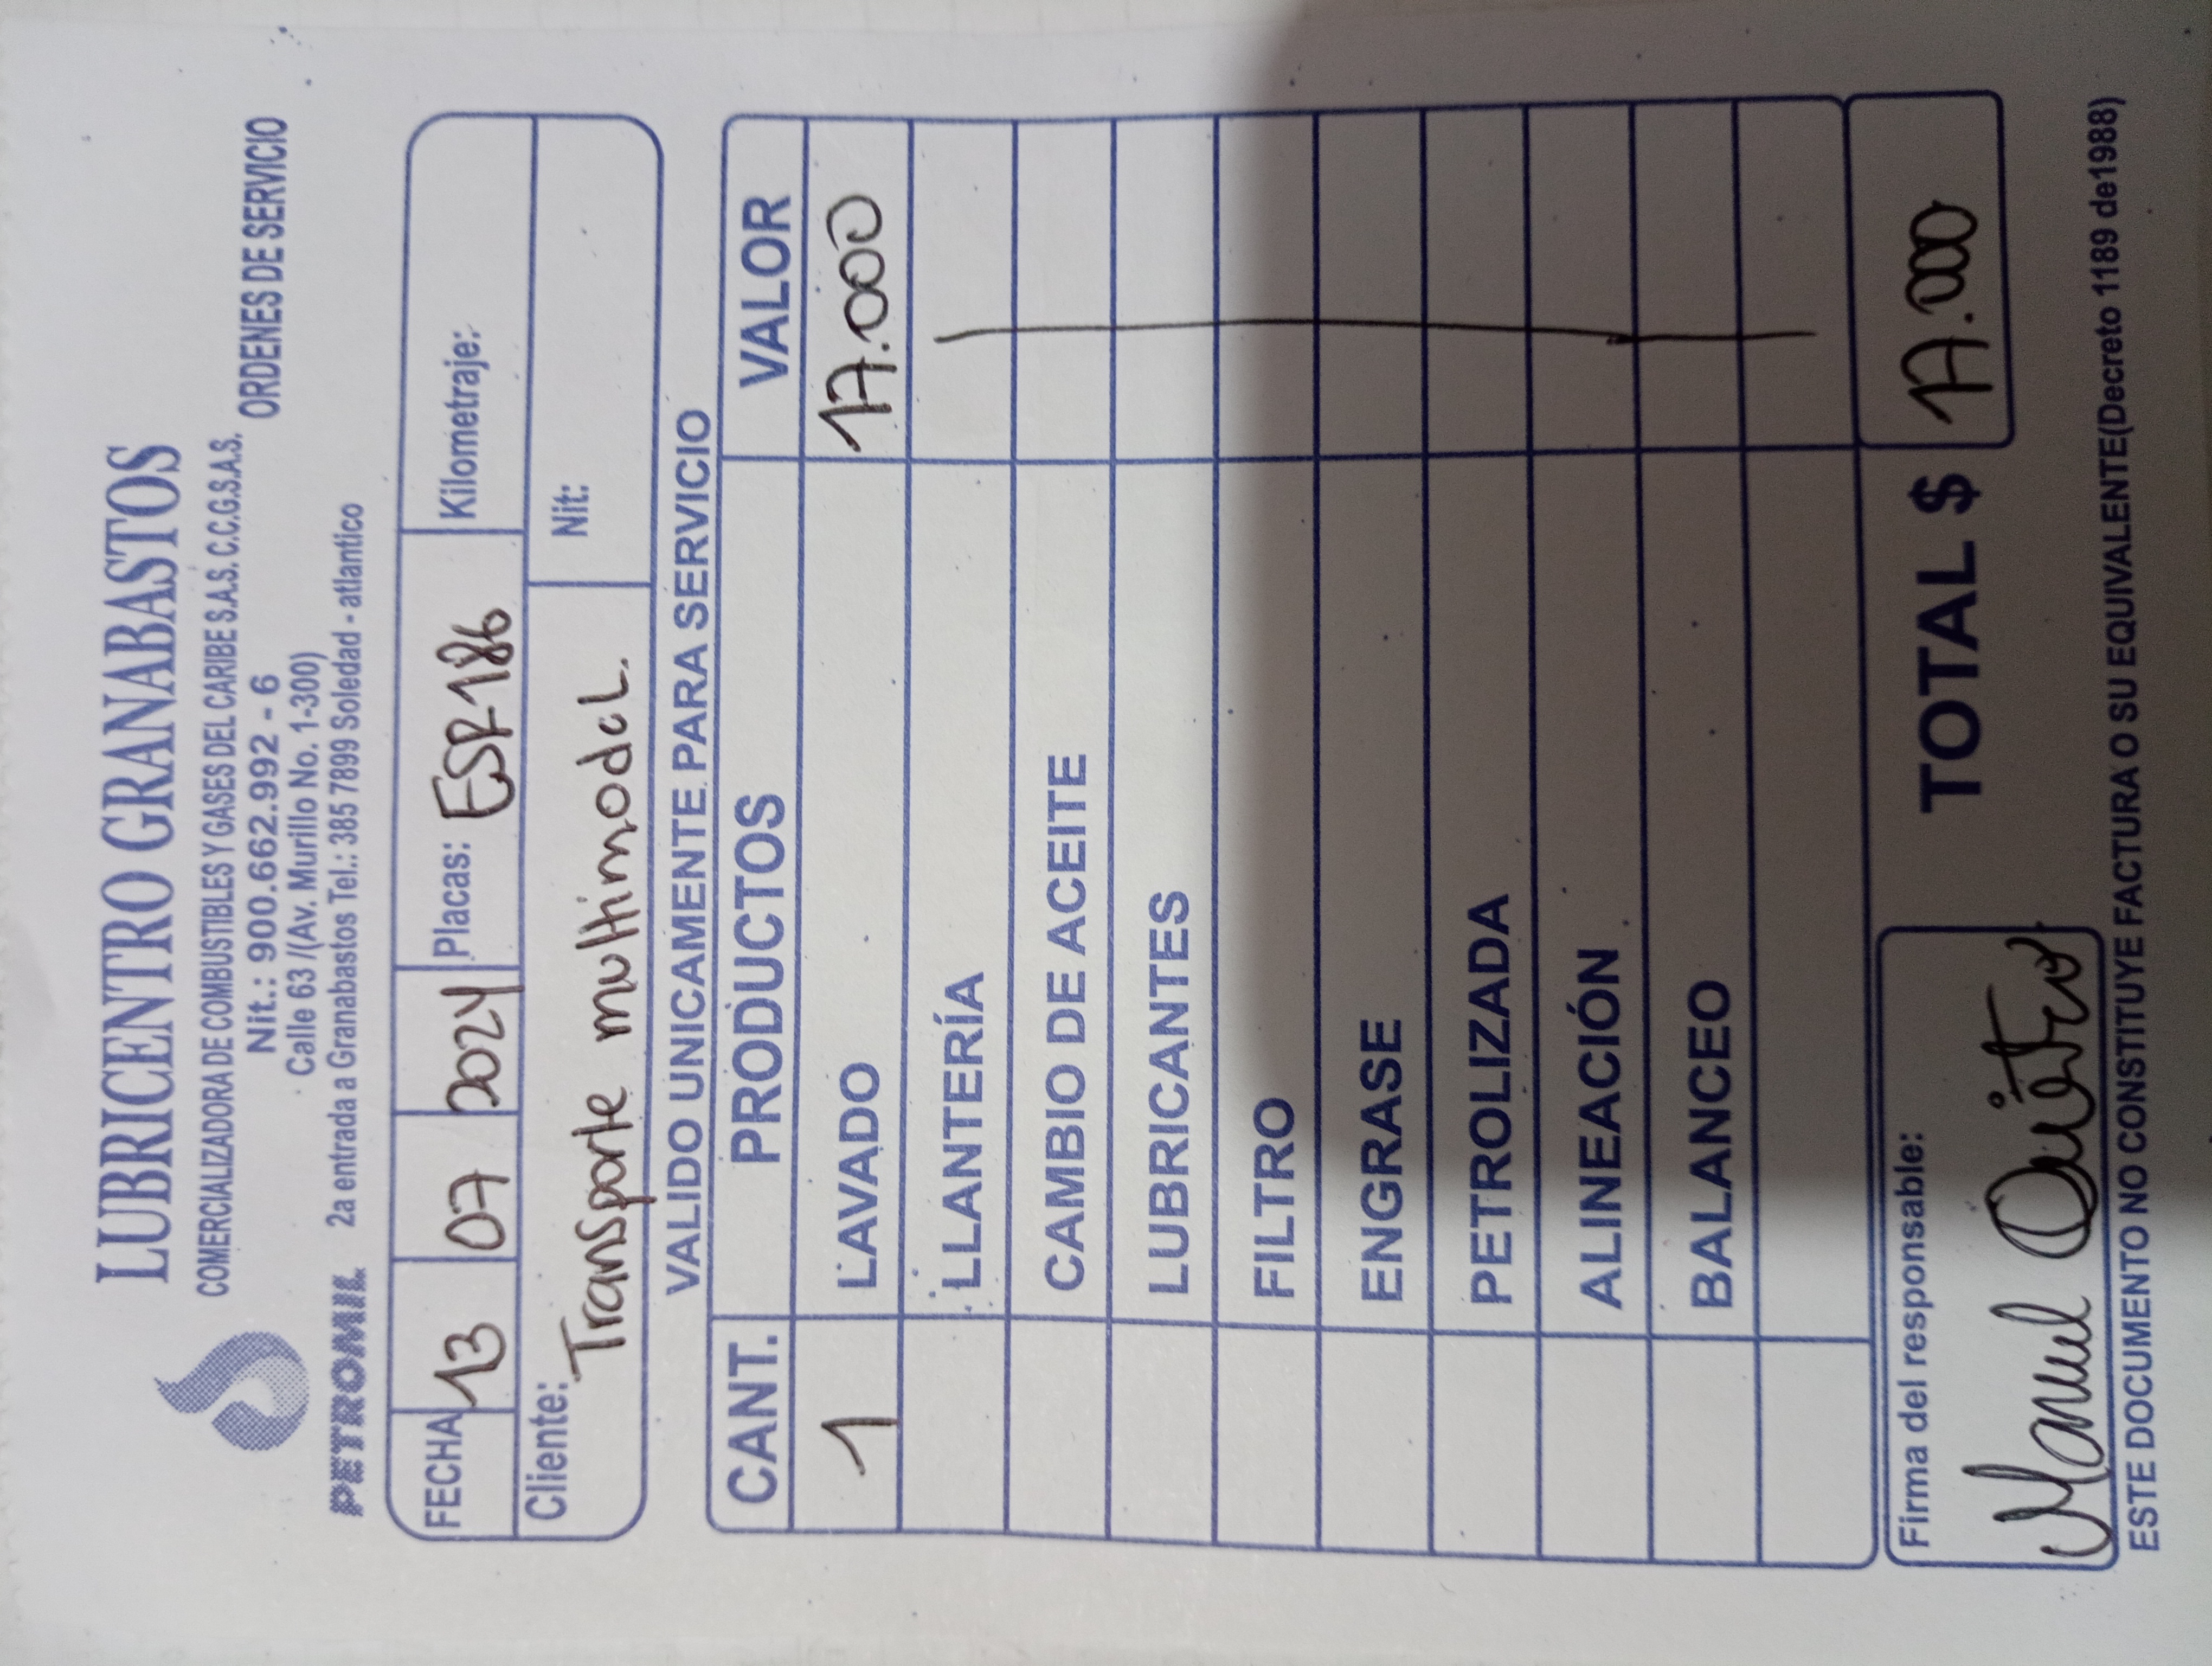 LUBRICENTRO GRANABASTOS
COMERCIALIZADORA DE COMBUSTIBLES Y GASES DEL CARIBE S.A.S. C.C.G.S.A.S.
Nit.: 900.662.992 - 6
ORDENES DE SERVICIO
Calle 63 /(Av. Murillo No. 1-300)
PETROMIL 2a entrada a Granabastos Tel.: 385 7899 Soledad - atlantico
FECHA 13 07 2024 Placas: ESR186 Kilometraje:
Cliente: Transporte multimodal. Nit:
VALIDO UNICAMENTE PARA SERVICIO
CANT. PRODUCTOS VALOR
1 LAVADO 17.000
LLANTERÍA
CAMBIO DE ACEITE
LUBRICANTES
FILTRO
ENGRASE
PETROLIZADA
ALINEACIÓN
BALANCEO
Firma del responsable: TOTAL $ 17.000
Manuel
ESTE DOCUMENTO NO CONSTITUYE FACTURA O SU EQUIVALENTE(Decreto 1189 de1988)